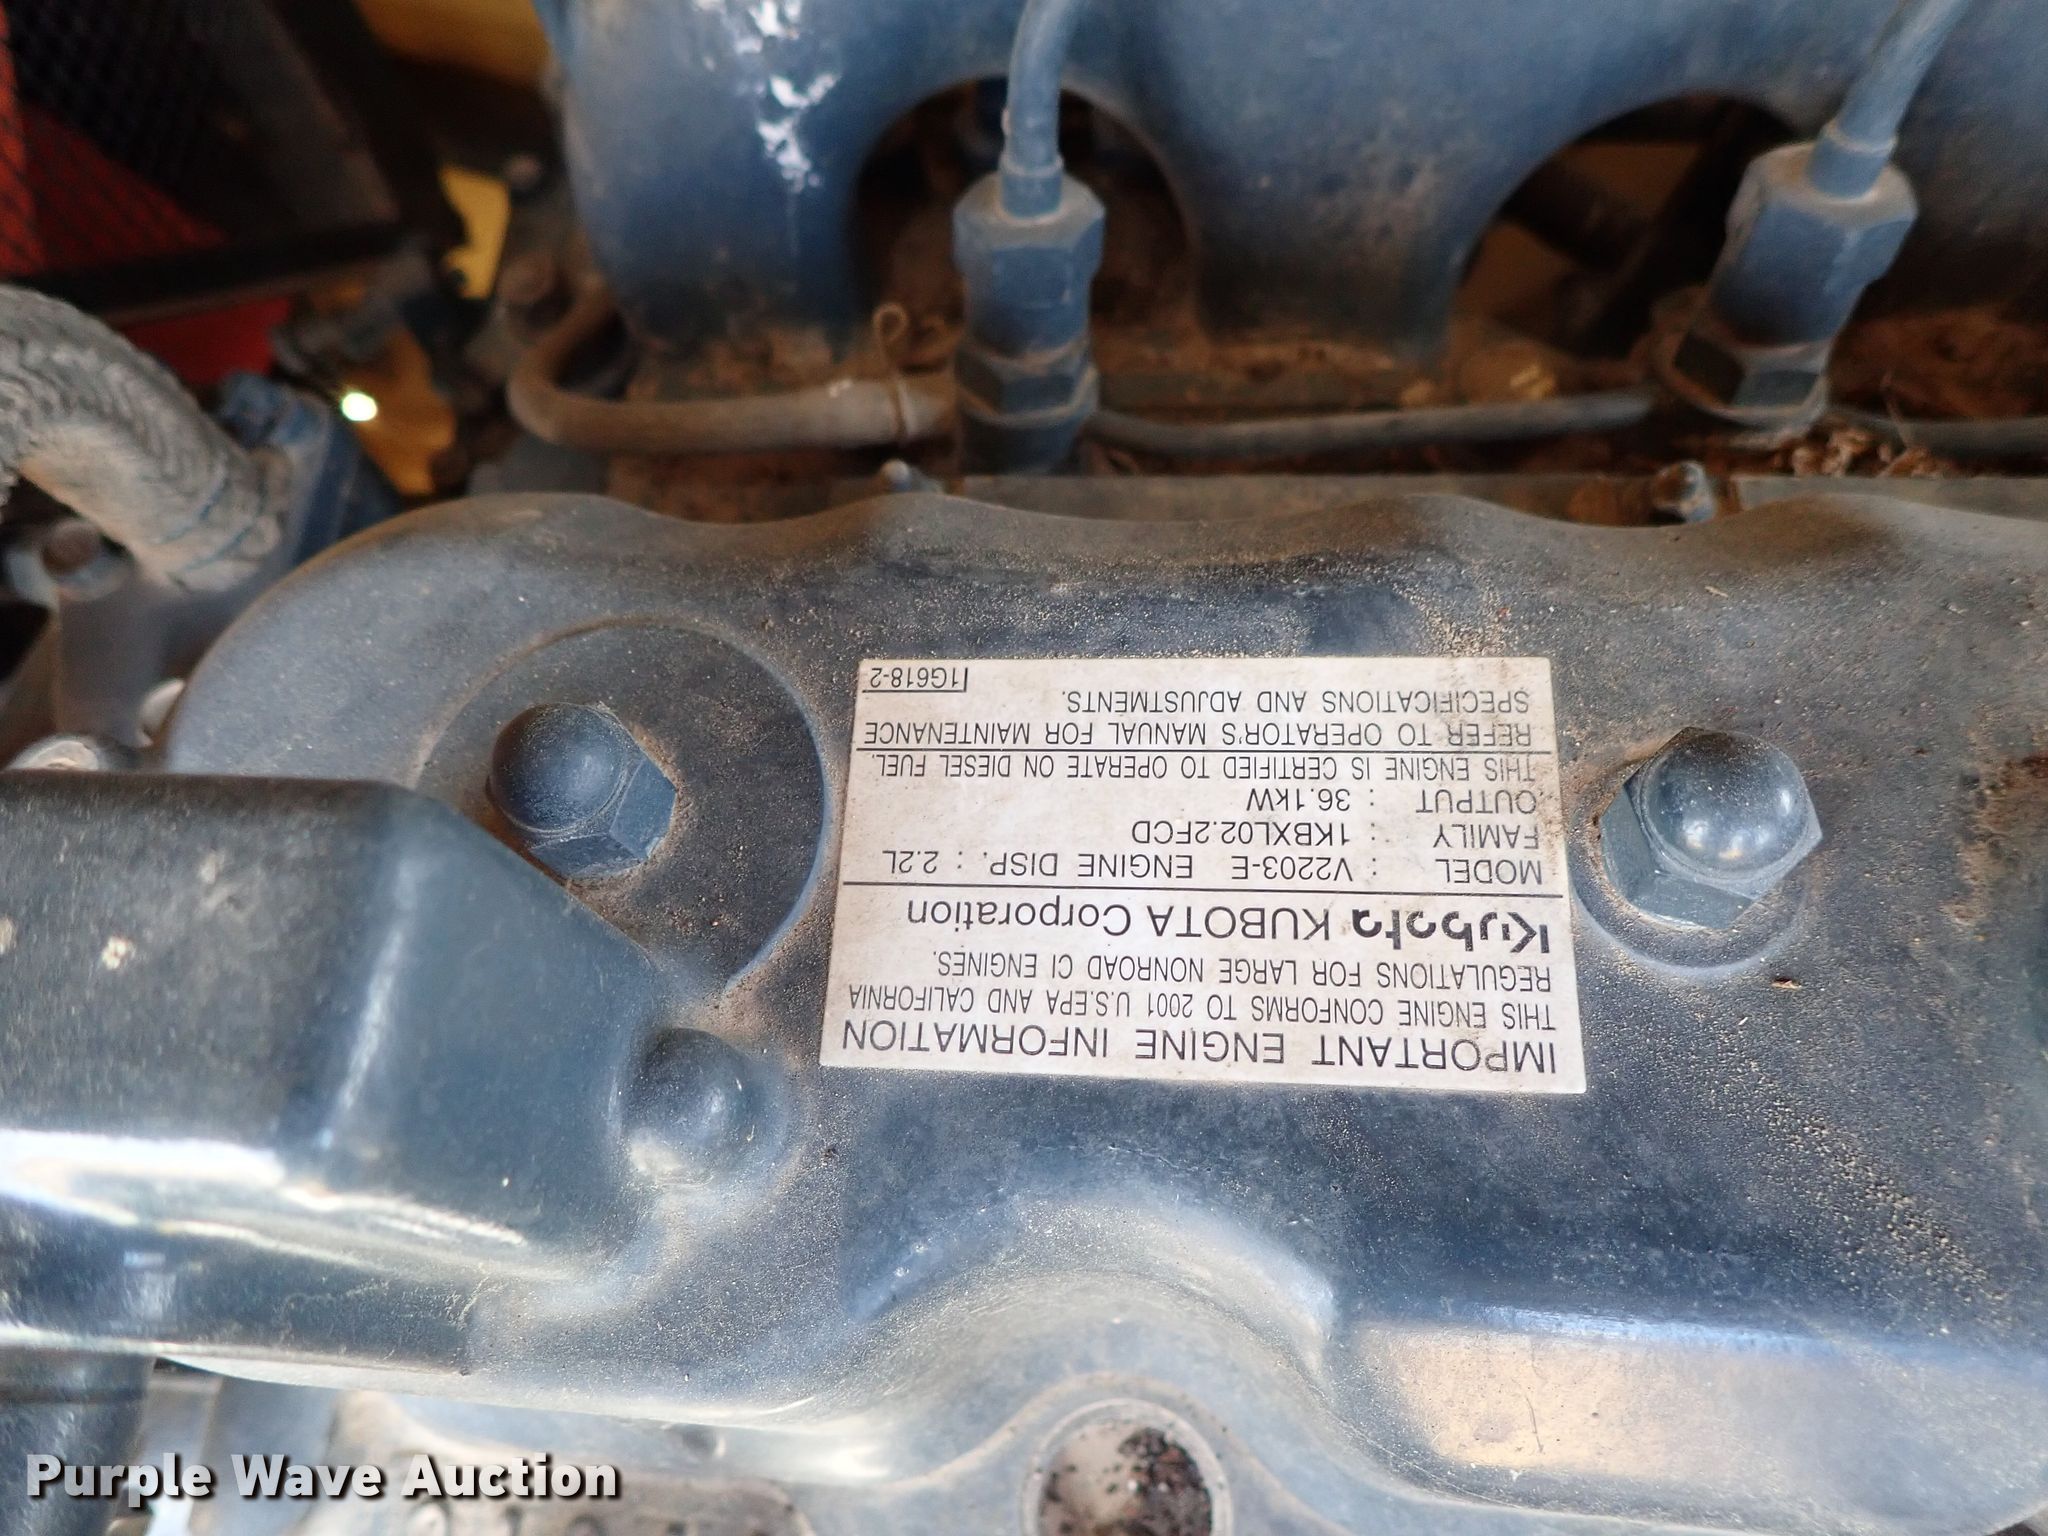 IMPORTANT ENGINE INFORMATION
THIS ENGINE CONFORMS TO 2001 U.S.EPA AND CALIFORNIA
REGULATIONS FOR LARGE NONROAD CI ENGINES.
Kubota KUBOTA Corporation
MODEL : V2203-E ENGINE DISP. : 2.2L
FAMILY : 1KBXL02.2FCD
OUTPUT : 36.1KW
THIS ENGINE IS CERTIFIED TO OPERATE ON DIESEL FUEL.
REFER TO OPERATOR'S MANUAL FOR MAINTENANCE
SPECIFICATIONS AND ADJUSTMENTS.
1G618-2
Purple Wave Auction